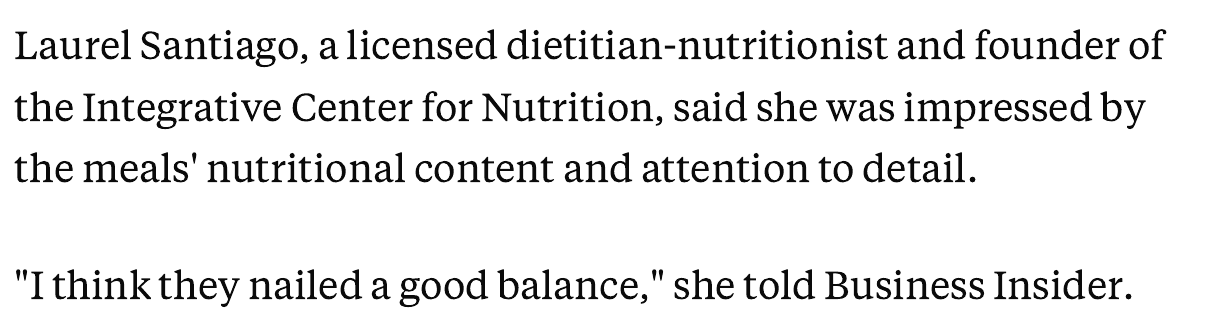 Laurel Santiago, a licensed dietitian-nutritionist and founder of
the Integrative Center for Nutrition, said she was impressed by
the meals' nutritional content and attention to detail.
"I think they nailed a good balance," she told Business Insider.